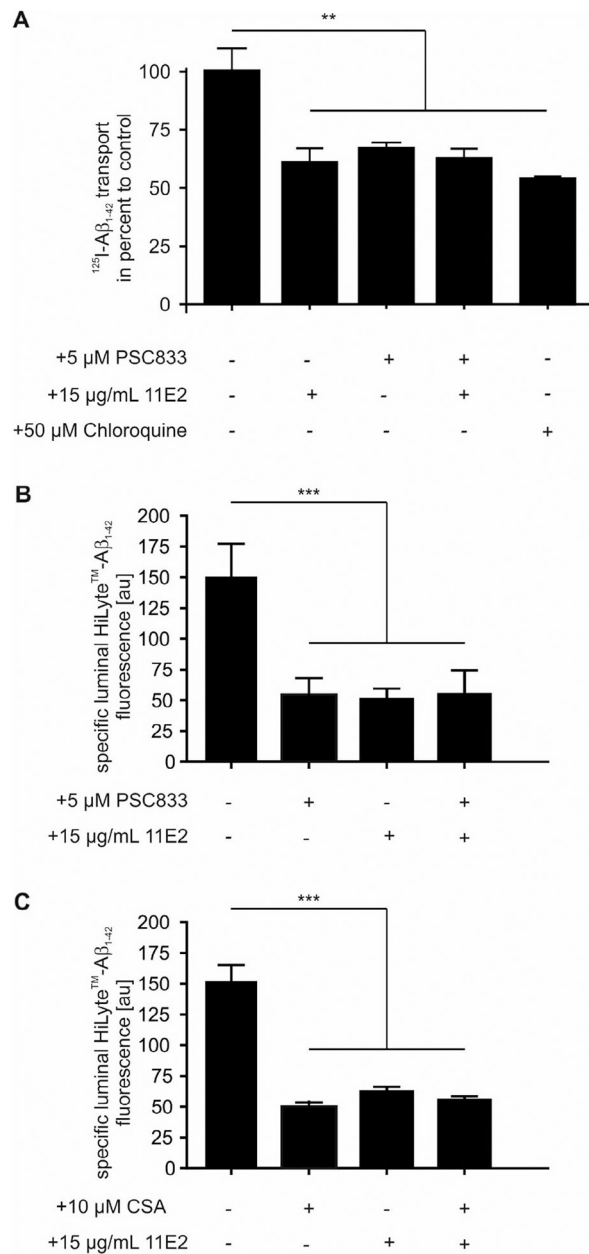 A
**
100
75
50
25
0
¹²⁵I-Aβ₁₋₄₂ transport
in percent to control
+5 µM PSC833 - - + + -
+15 µg/mL 11E2 - + - + -
+50 µM Chloroquine - - - - +
B
***
200
175
150
125
100
75
50
25
0
specific luminal HiLyte™-Aβ₁₋₄₂
fluorescence [au]
+5 µM PSC833 - + - +
+15 µg/mL 11E2 - - + +
C
***
200
175
150
125
100
75
50
25
0
specific luminal HiLyte™-Aβ₁₋₄₂
fluorescence [au]
+10 µM CSA - + - +
+15 µg/mL 11E2 - - + +